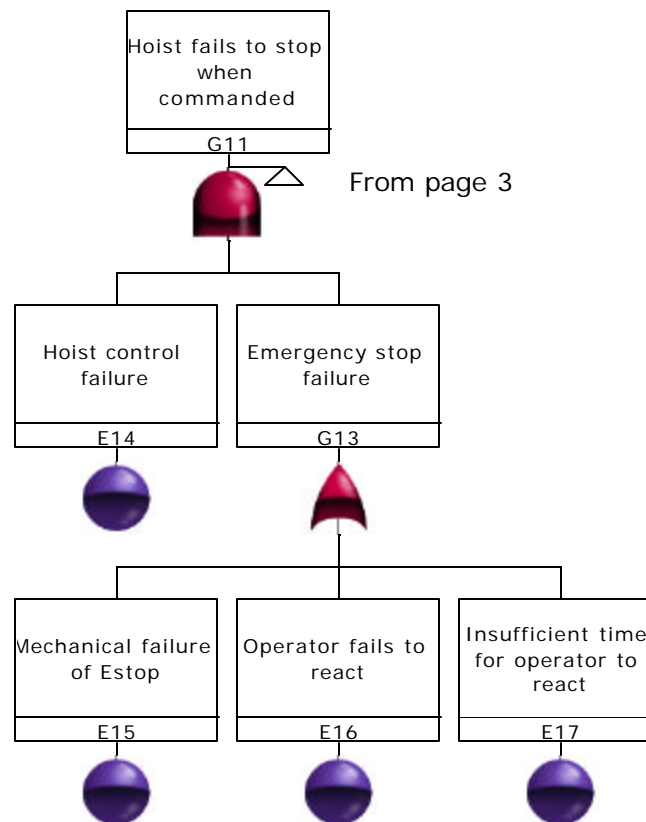 Hoist fails to stop
when
commanded
G11
From page 3
Hoist control
failure
E14
Emergency stop
failure
G13
Mechanical failure
of Estop
E15
Operator fails to
react
E16
Insufficient time
for operator to
react
E17